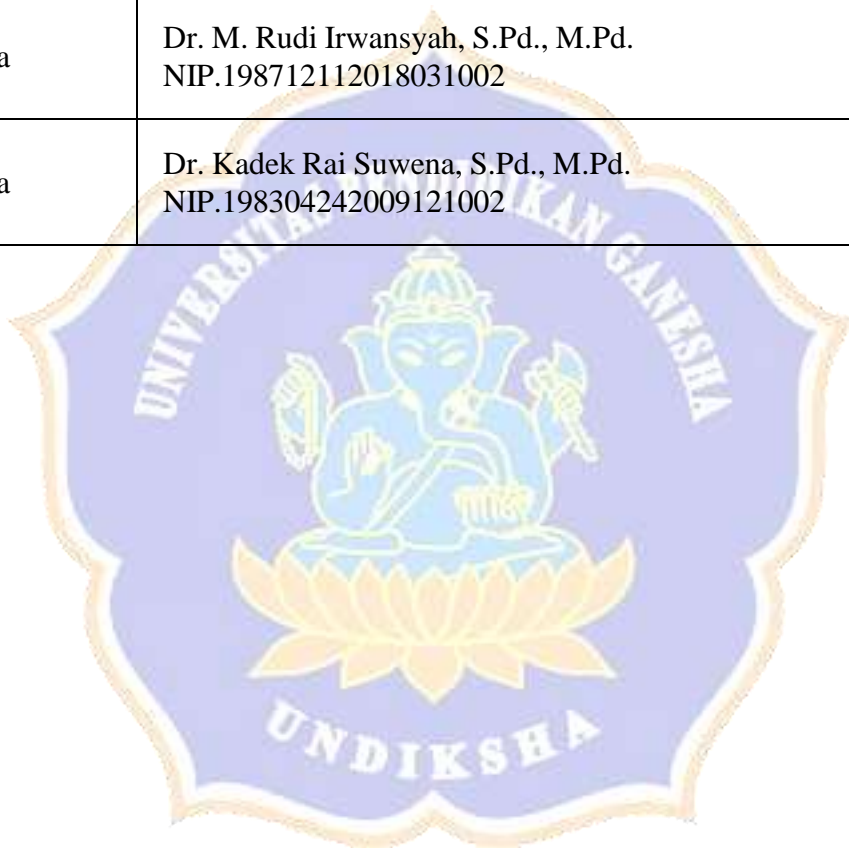 a
Dr. M. Rudi Irwansyah, S.Pd., M.Pd.
NIP.198712112018031002
a
Dr. Kadek Rai Suwena, S.Pd., M.Pd.
NIP.198304242009121002
UNIVERSITAS PENDIDIKAN GANESHA
UNDIKSHA